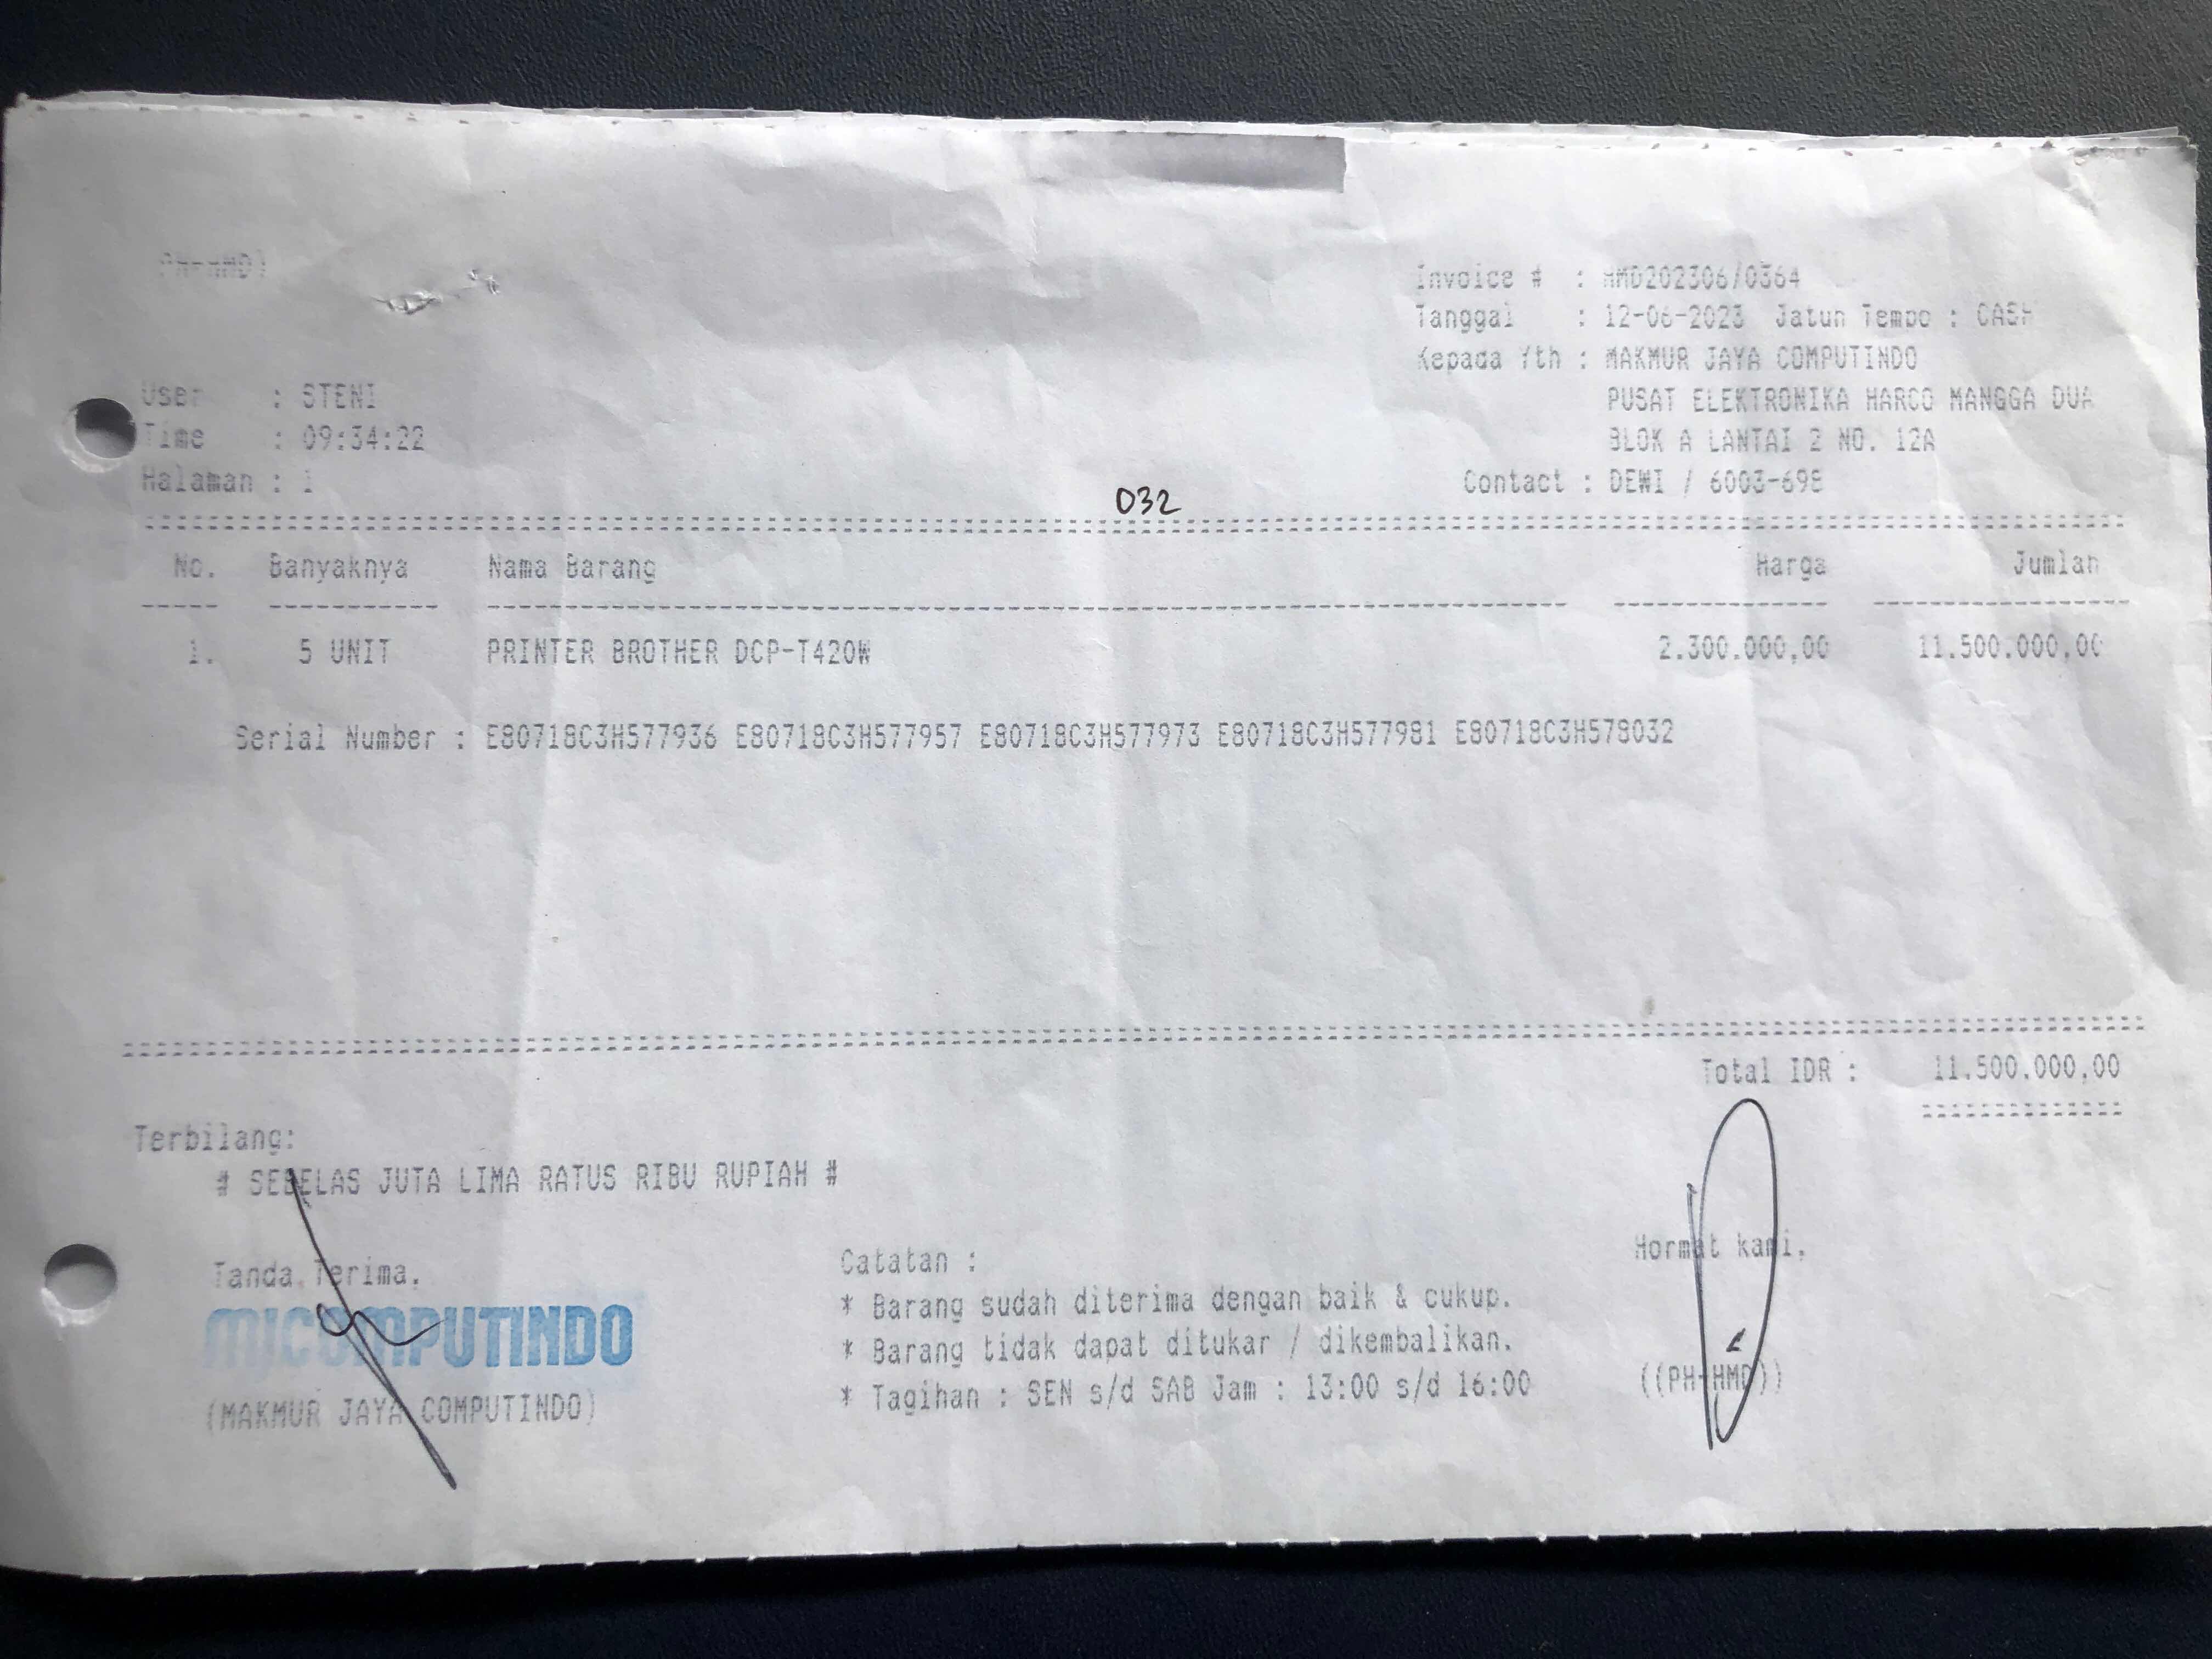 Invoice # : HMD202306/0364
Tanggal : 12-06-2023 Jatuh Tempo : CASH
Kepada Yth : MAKMUR JAYA COMPUTINDO
User : STENI PUSAT ELEKTRONIKA HARCO MANGGA DUA
Time : 09:34:22 BLOK A LANTAI 2 NO. 12A
Halaman : 1 Contact : DEWI / 6003-698
032
No. Banyaknya Nama Barang Harga Jumlah
1. 5 UNIT PRINTER BROTHER DCP-T420W 2.300.000,00 11.500.000,00
Serial Number : E80718C3H577936 E80718C3H577957 E80718C3H577973 E80718C3H577981 E80718C3H578032
Total IDR : 11.500.000,00
Terbilang:
# SEBELAS JUTA LIMA RATUS RIBU RUPIAH #
Tanda Terima, Catatan : Hormat kami,
MJCOMPUTINDO * Barang sudah diterima dengan baik & cukup.
* Barang tidak dapat ditukar / dikembalikan.
(MAKMUR JAYA COMPUTINDO) * Tagihan : SEN s/d SAB Jam : 13:00 s/d 16:00 ((PH-HMD))